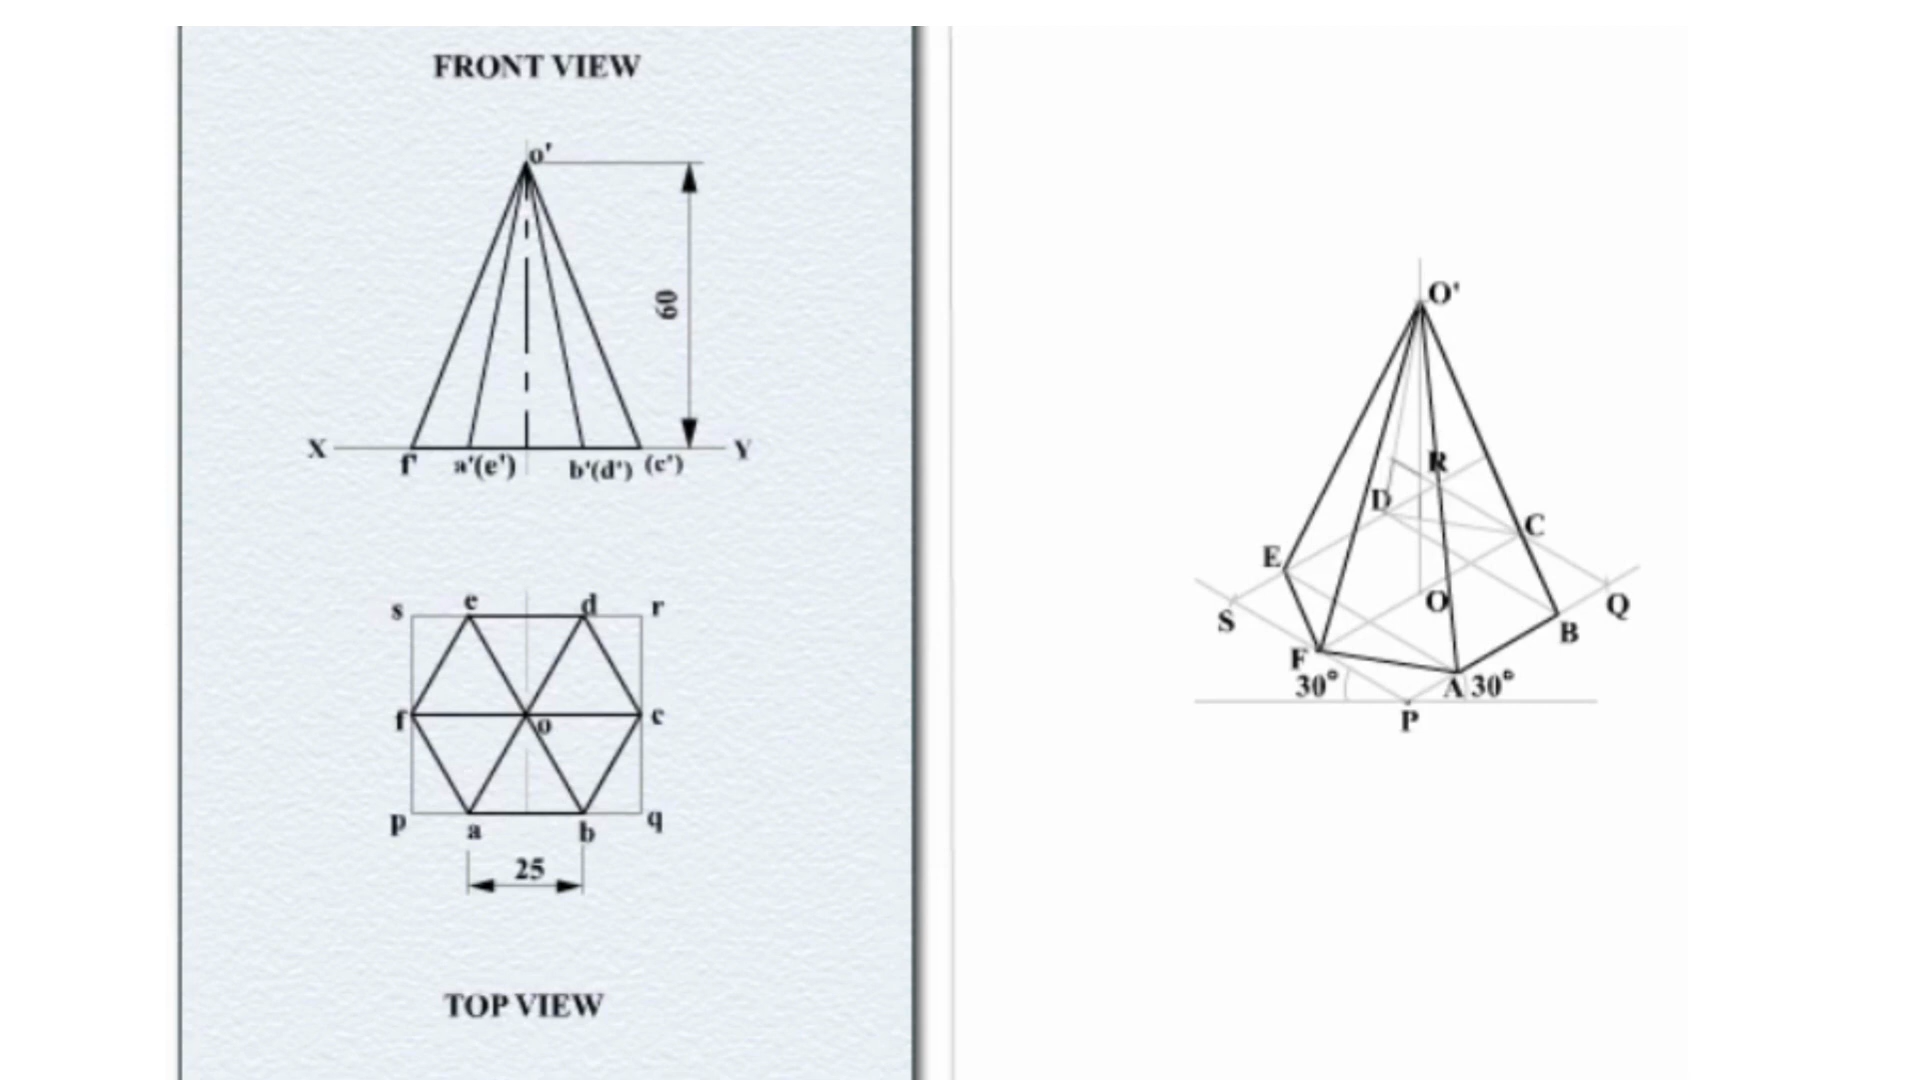 FRONT VIEW
o'
60
X
Y
f'
a'(e')
b'(d')
(c')
s
e
d
r
f
o
c
p
a
b
q
25
TOP VIEW
O'
R
D
C
E
S
O
Q
B
F
30°
A
30°
P